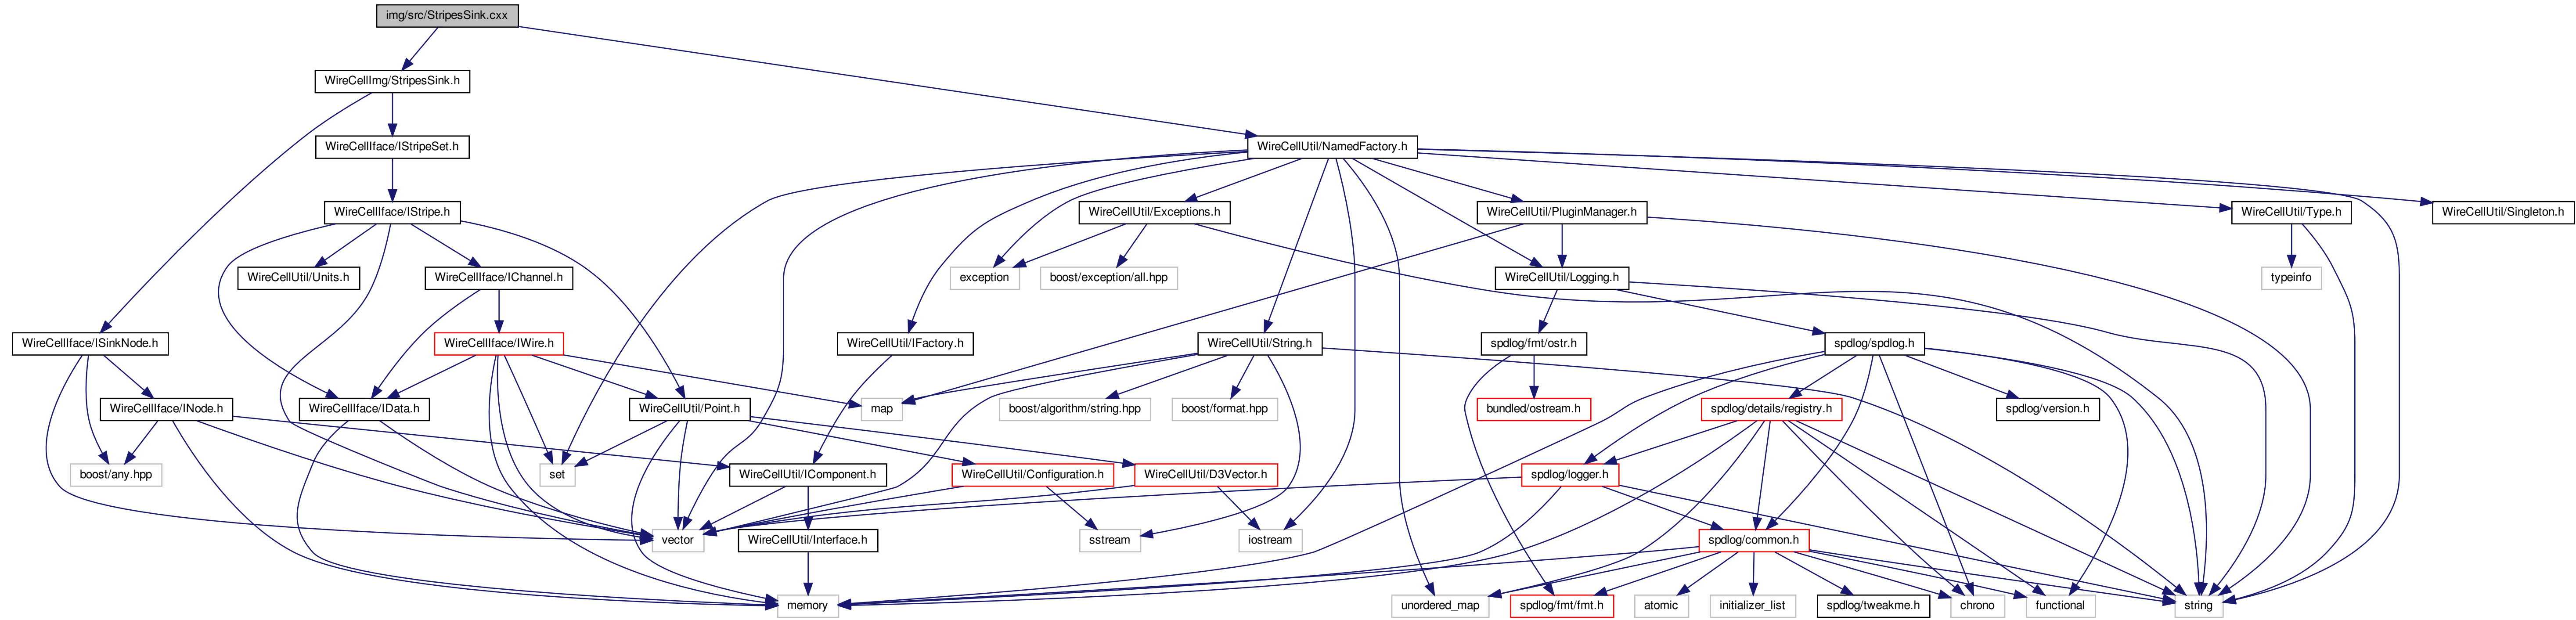 img/src/StripesSink.cxx
WireCellImg/StripesSink.h
WireCellIface/IStripeSet.h
WireCellUtil/NamedFactory.h
WireCellIface/IStripe.h
WireCellUtil/Exceptions.h
WireCellUtil/PluginManager.h
WireCellUtil/Type.h
WireCellUtil/Singleton.h
WireCellUtil/Units.h
WireCellIface/IChannel.h
exception
boost/exception/all.hpp
WireCellUtil/Logging.h
typeinfo
WireCellIface/ISinkNode.h
WireCellIface/IWire.h
WireCellUtil/IFactory.h
WireCellUtil/String.h
spdlog/fmt/ostr.h
spdlog/spdlog.h
WireCellIface/INode.h
WireCellIface/IData.h
WireCellUtil/Point.h
map
boost/algorithm/string.hpp
boost/format.hpp
bundled/ostream.h
spdlog/details/registry.h
spdlog/version.h
boost/any.hpp
set
WireCellUtil/IComponent.h
WireCellUtil/Configuration.h
WireCellUtil/D3Vector.h
spdlog/logger.h
vector
WireCellUtil/Interface.h
sstream
iostream
spdlog/common.h
memory
unordered_map
spdlog/fmt/fmt.h
atomic
initializer_list
spdlog/tweakme.h
chrono
functional
string